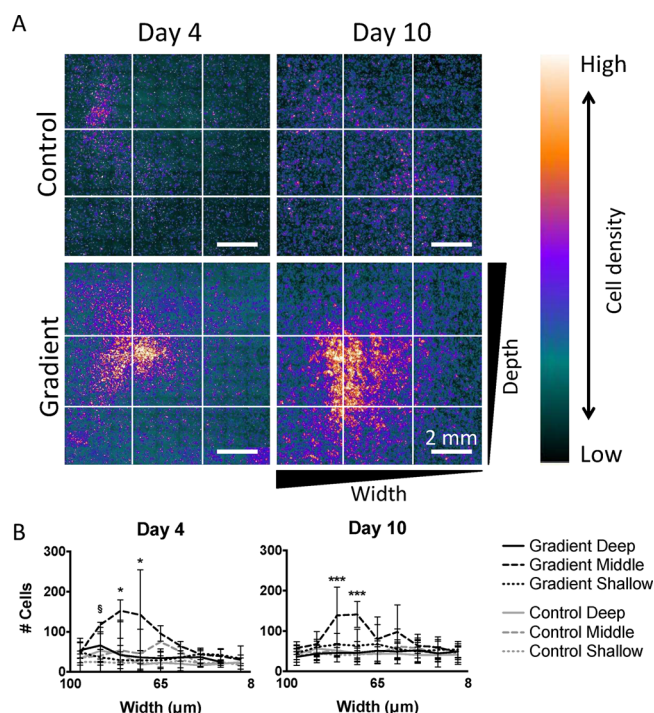 A
Day 4
Day 10
Control
Gradient
2 mm
Depth
Width
High
Cell density
Low
B
Day 4
Day 10
# Cells
300
200
100
0
§
*
*
100
65
8
Width (µm)
300
200
100
0
***
***
100
65
8
Width (µm)
Gradient Deep
Gradient Middle
Gradient Shallow
Control Deep
Control Middle
Control Shallow